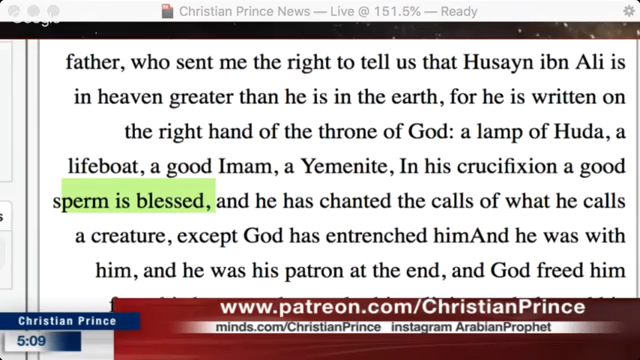 Christian Prince News — Live @ 151.5% — Ready
Google
father, who sent me the right to tell us that Husayn ibn Ali is
in heaven greater than he is in the earth, for he is written on
the right hand of the throne of God: a lamp of Huda, a
lifeboat, a good Imam, a Yemenite, In his crucifixion a good
sperm is blessed, and he has chanted the calls of what he calls
a creature, except God has entrenched himAnd he was with
him, and he was his patron at the end, and God freed him
www.patreon.com/ChristianPrince
minds.com/ChristianPrince instagram ArabianProphet
Christian Prince
5:09